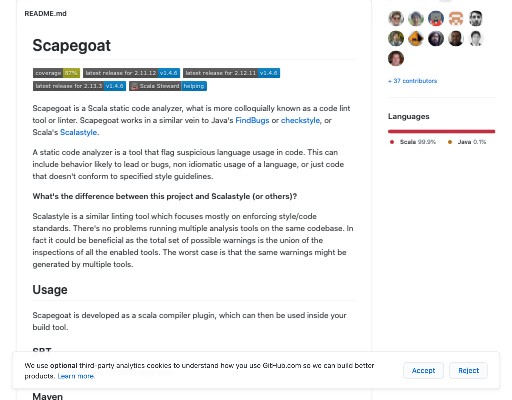 README.md
Scapegoat
coverage 87% latest release for 2.11.12 v1.4.6 latest release for 2.12.11 v1.4.6
latest release for 2.13.3 v1.4.6 Scala Steward helping
Scapegoat is a Scala static code analyzer, what is more colloquially known as a code lint
tool or linter. Scapegoat works in a similar vein to Java's FindBugs or checkstyle, or
Scala's Scalastyle.
A static code analyzer is a tool that flag suspicious language usage in code. This can
include behavior likely to lead or bugs, non idiomatic usage of a language, or just code
that doesn't conform to specified style guidelines.
What's the difference between this project and Scalastyle (or others)?
Scalastyle is a similar linting tool which focuses mostly on enforcing style/code
standards. There's no problems running multiple analysis tools on the same codebase. In
fact it could be beneficial as the total set of possible warnings is the union of the
inspections of all the enabled tools. The worst case is that the same warnings might be
generated by multiple tools.
Usage
Scapegoat is developed as a scala compiler plugin, which can then be used inside your
build tool.
SBT
Maven
+ 37 contributors
Languages
Scala 99.9% Java 0.1%
We use optional third-party analytics cookies to understand how you use GitHub.com so we can build better
products. Learn more.
Accept Reject